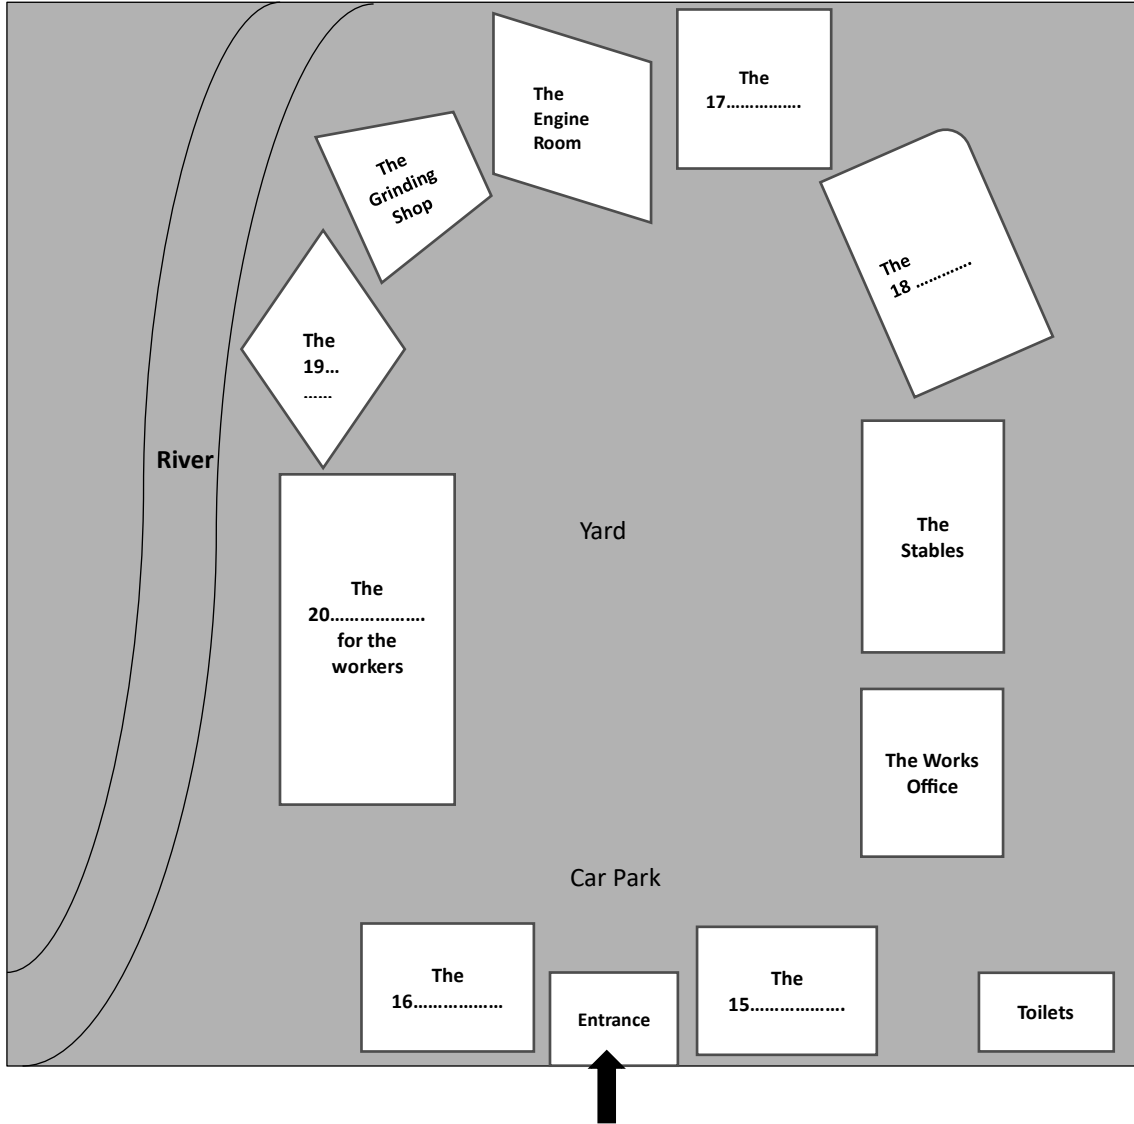 The
17...............
The
Engine
Room
The
Grinding
Shop
The
18 ............
The
19...
......
River
Yard
The
Stables
The
20...................
for the
workers
The Works
Office
Car Park
The
16..................
Entrance
The
15...................
Toilets